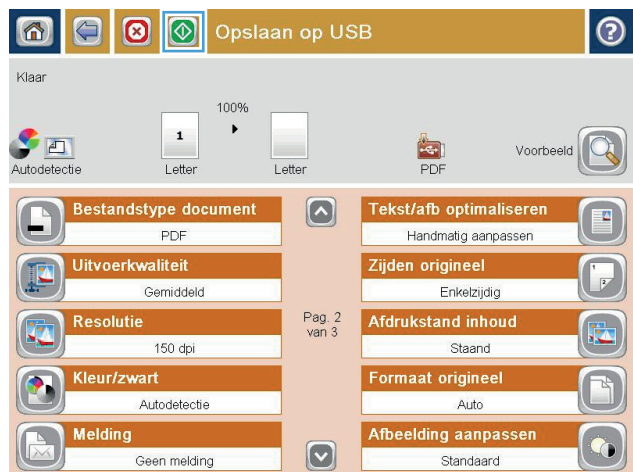 Opslaan op USB
?
Klaar
100%
1
Autodetectie
Letter
Letter
PDF
Voorbeeld
Bestandstype document
PDF
Uitvoerkwaliteit
Gemiddeld
Resolutie
150 dpi
Kleur/zwart
Autodetectie
Melding
Geen melding
Pag. 2
van 3
Tekst/afb optimaliseren
Handmatig aanpassen
Zijden origineel
1
2
Enkelzijdig
Afdrukstand inhoud
Staand
Formaat origineel
Auto
Afbeelding aanpassen
Standaard